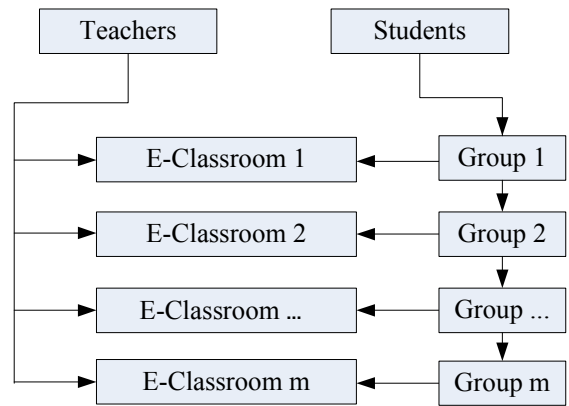 Teachers
Students
E-Classroom 1
Group 1
E-Classroom 2
Group 2
E-Classroom ...
Group ...
E-Classroom m
Group m